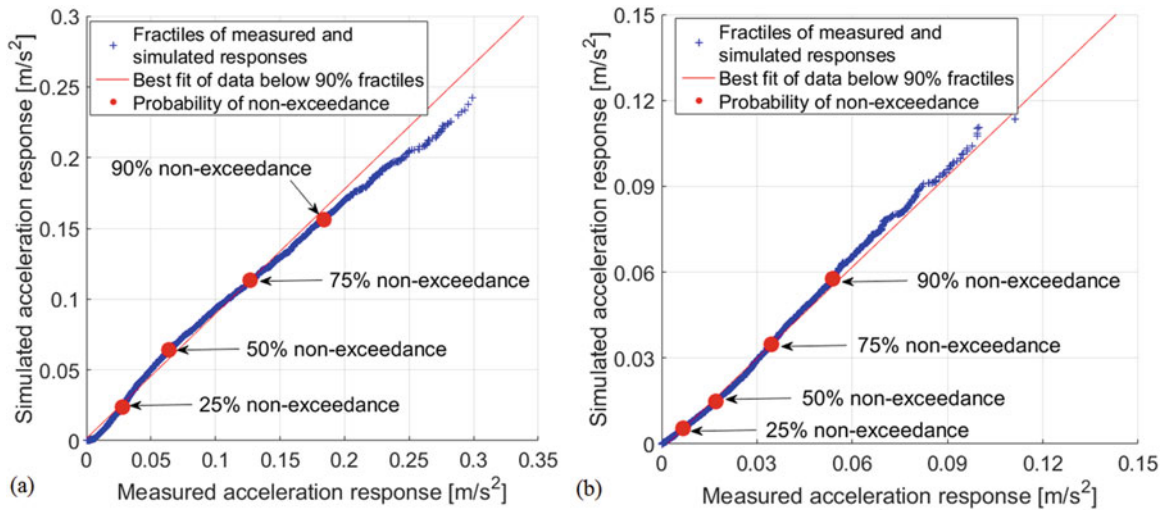 Simulated acceleration response [m/s²]
0.3
0.25
0.2
0.15
0.1
0.05
0
Fractiles of measured and
simulated responses
Best fit of data below 90% fractiles
Probability of non-exceedance
90% non-exceedance
75% non-exceedance
50% non-exceedance
25% non-exceedance
0 0.05 0.1 0.15 0.2 0.25 0.3 0.35
(a) Measured acceleration response [m/s²]
Simulated acceleration response [m/s²]
0.15
0.12
0.09
0.06
0.03
0
Fractiles of measured and
simulated responses
Best fit of data below 90% fractiles
Probability of non-exceedance
90% non-exceedance
75% non-exceedance
50% non-exceedance
25% non-exceedance
0 0.03 0.06 0.09 0.12 0.15
(b) Measured acceleration response [m/s²]